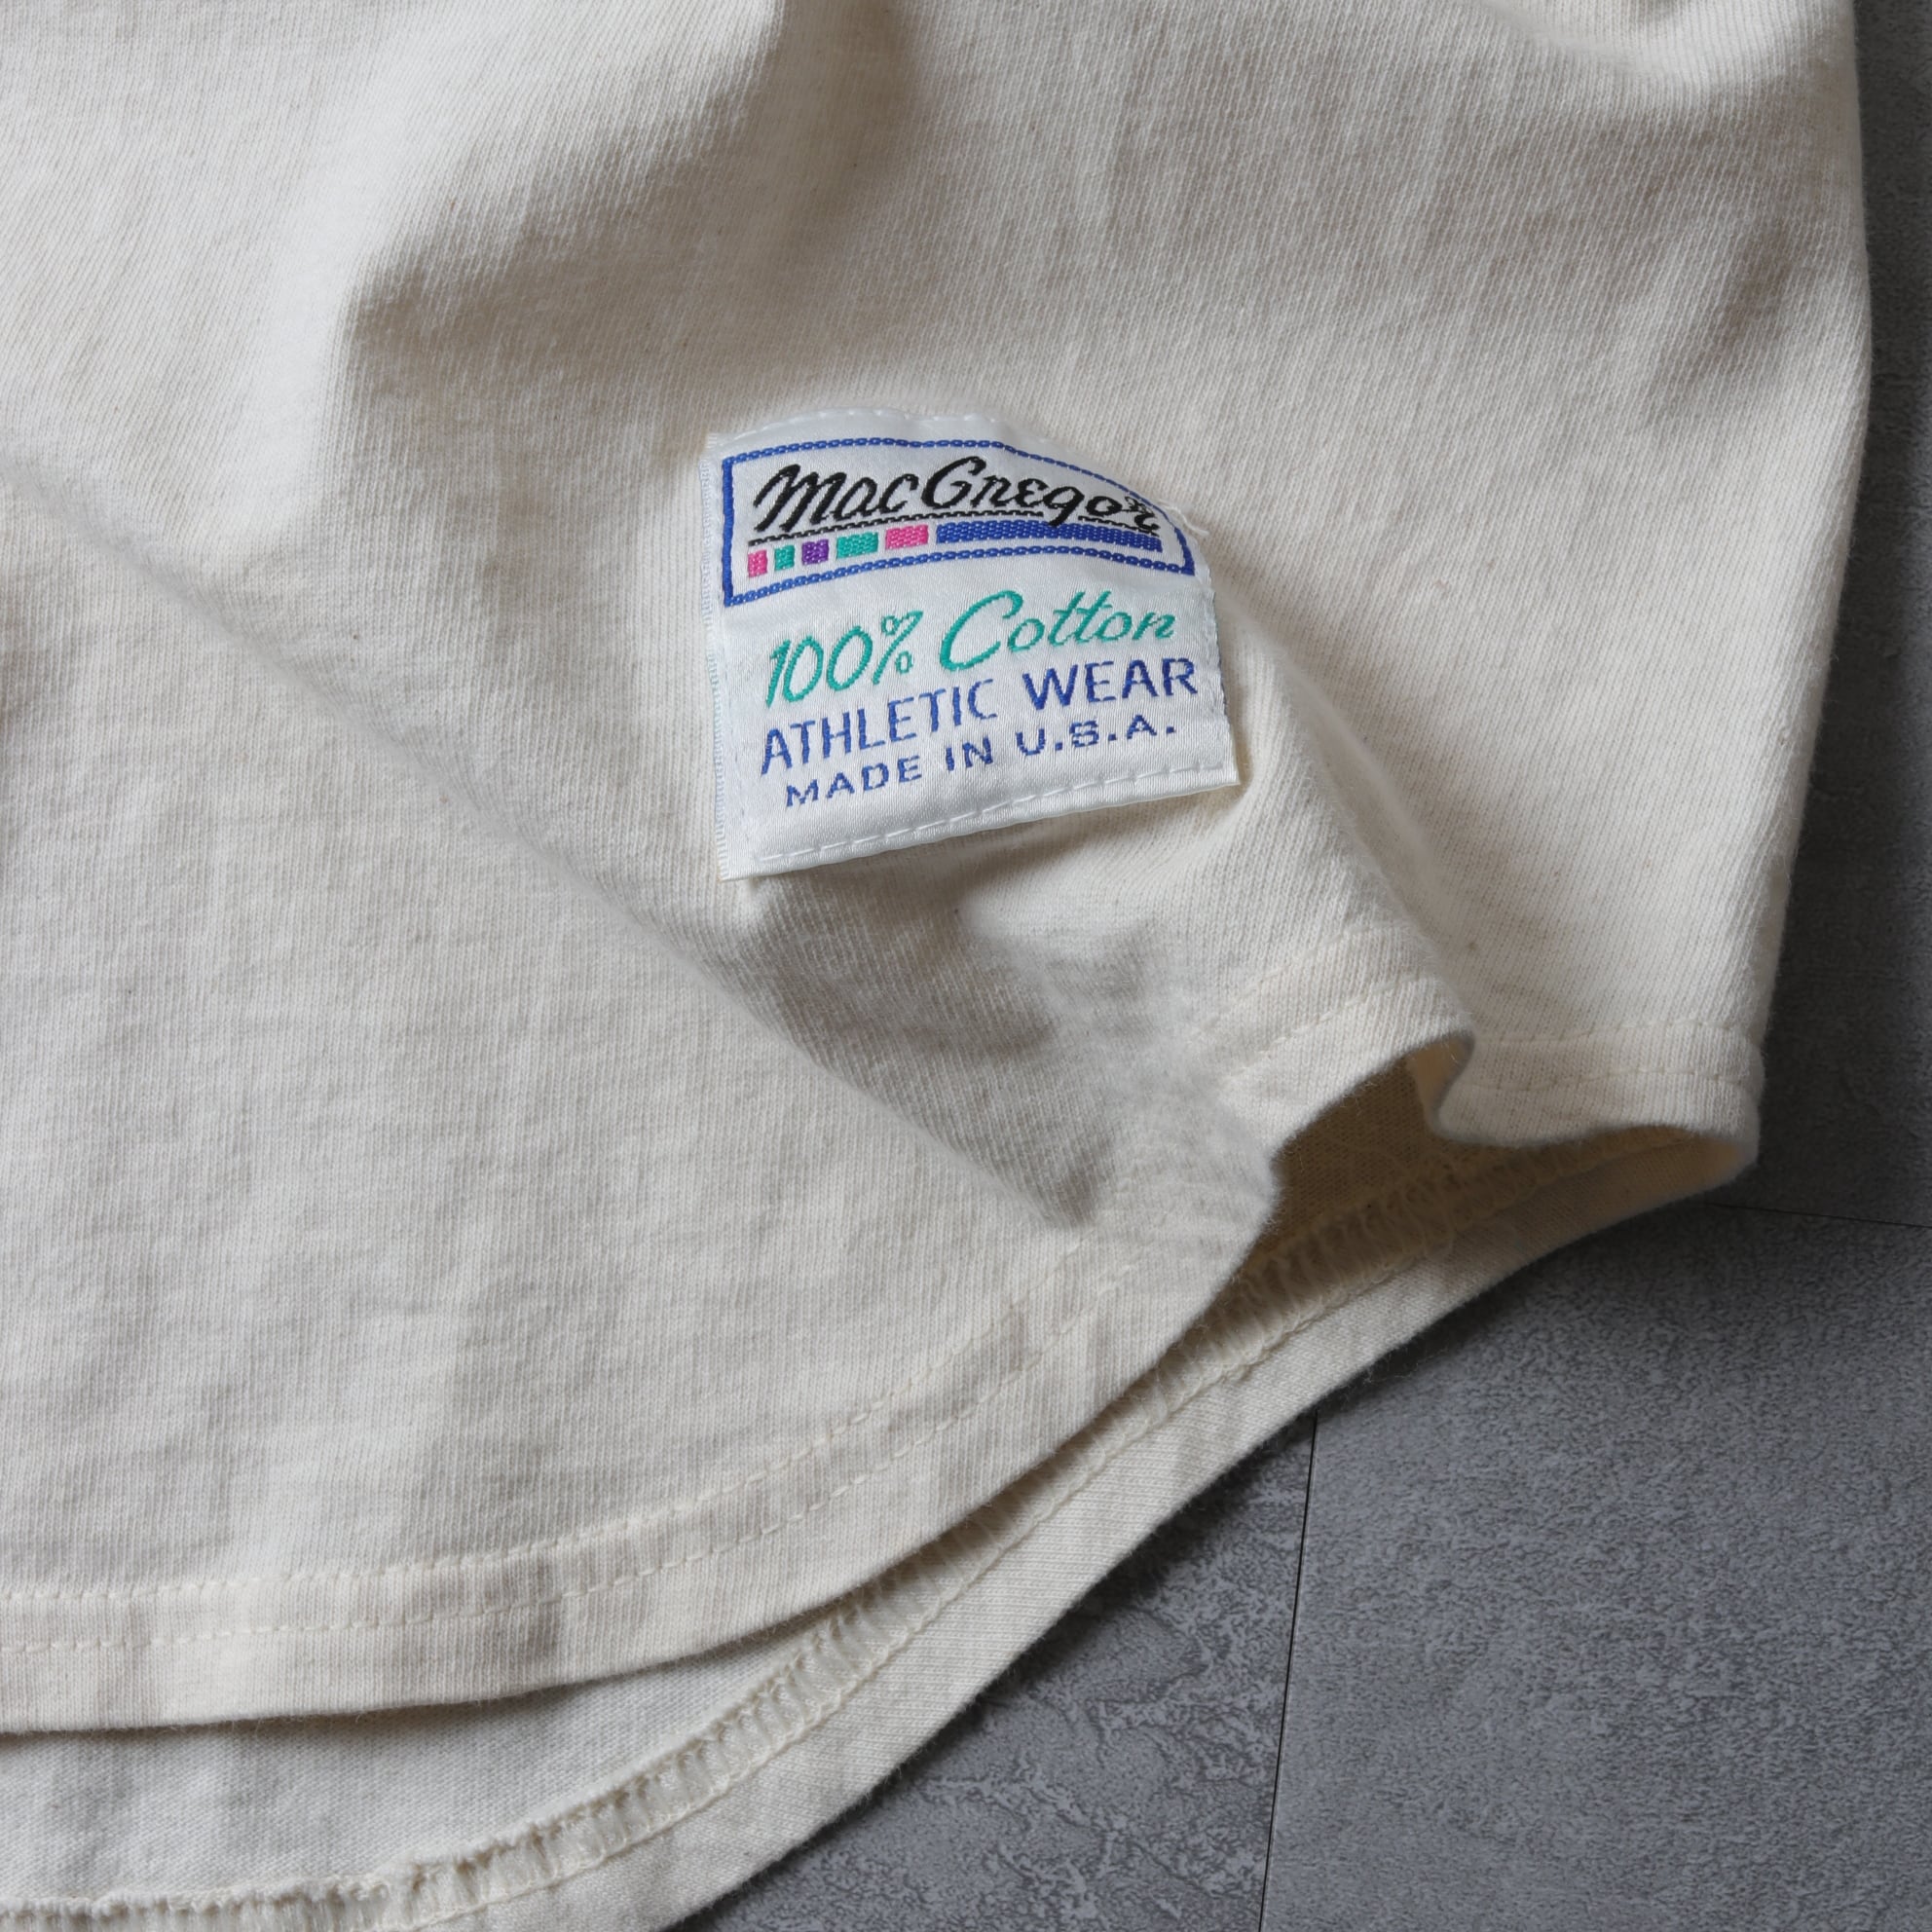 MacGregor®
100% Cotton
ATHLETIC WEAR
MADE IN U.S.A.